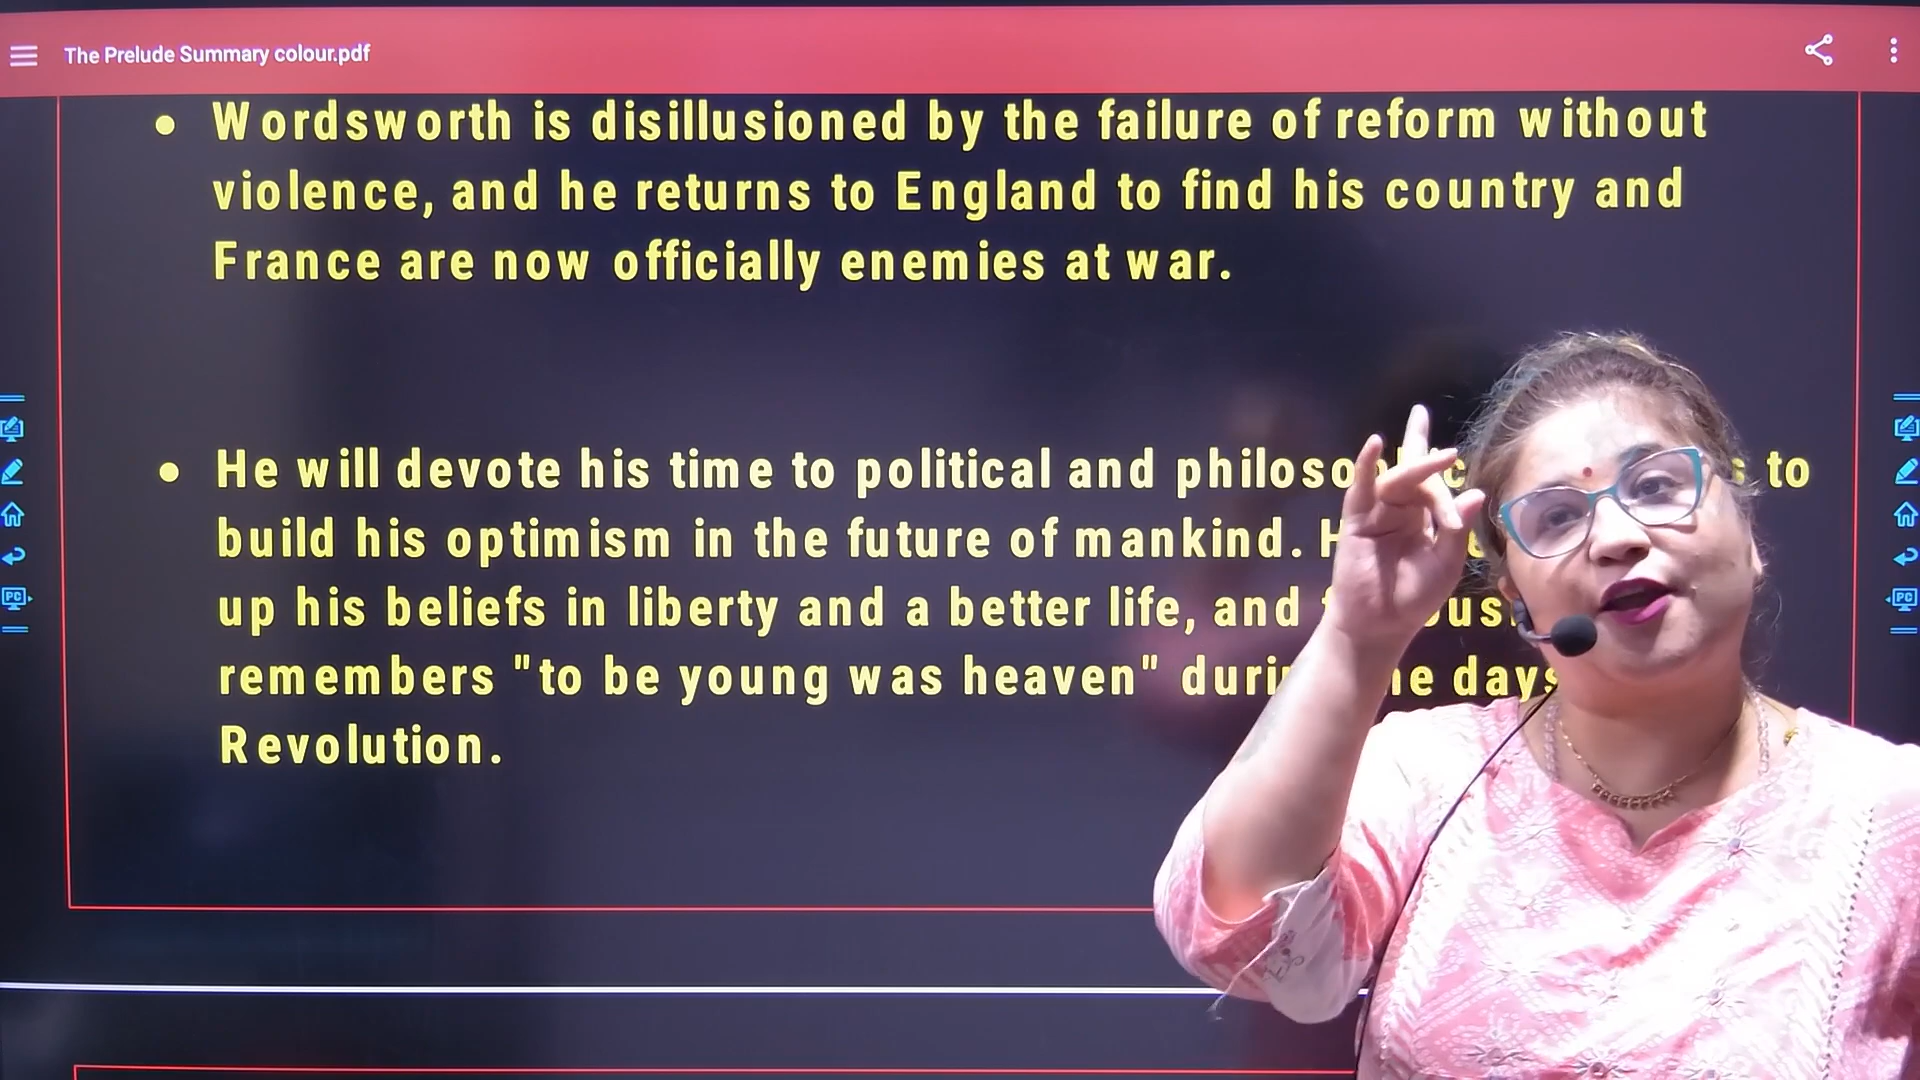 The Prelude Summary colour.pdf
• Wordsworth is disillusioned by the failure of reform without
violence, and he returns to England to find his country and
France are now officially enemies at war.
• He will devote his time to political and to
build his optimism in the future of mankind.
up his beliefs in liberty and a better life, and
remembers "to be young was heaven" days
Revolution.
PC
PC